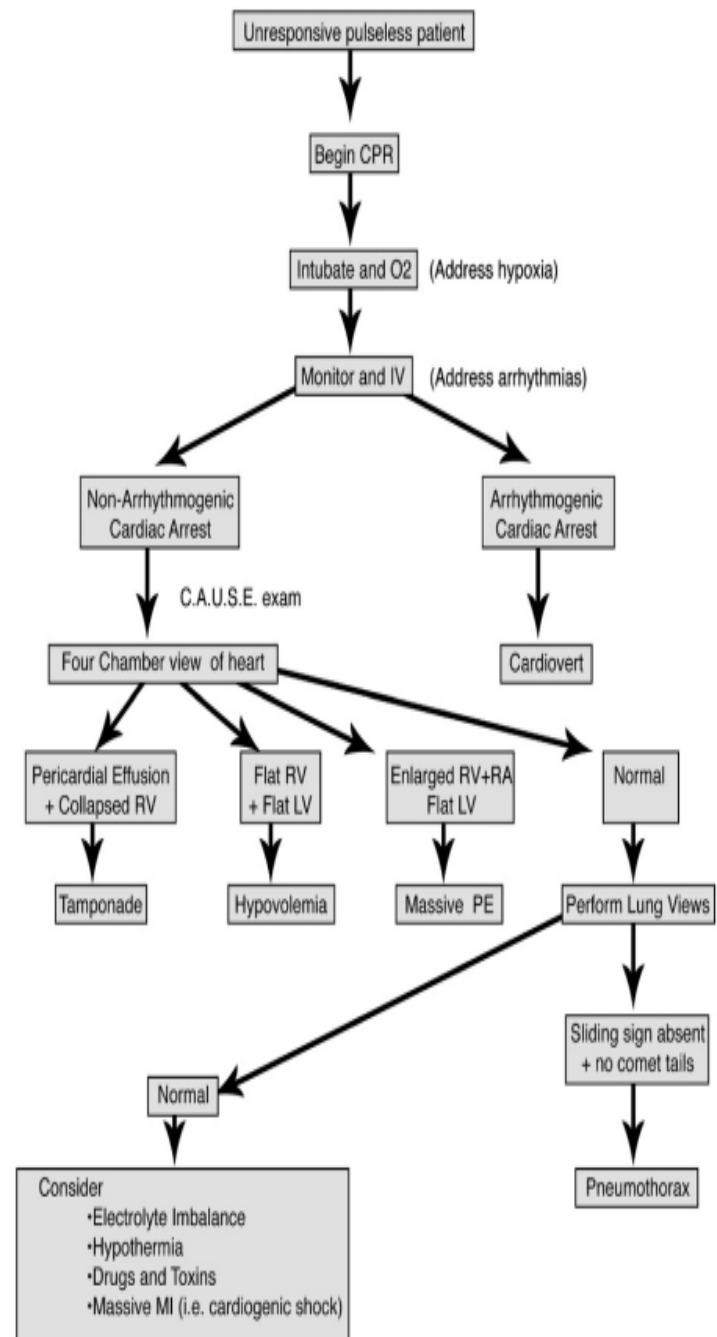 Unresponsive pulseless patient
Begin CPR
Intubate and O2 (Address hypoxia)
Monitor and IV (Address arrhythmias)
Non-Arrhythmogenic
Cardiac Arrest
Arrhythmogenic
Cardiac Arrest
C.A.U.S.E. exam
Four Chamber view of heart
Cardiovert
Pericardial Effusion
+ Collapsed RV
Flat RV
+ Flat LV
Enlarged RV+RA
Flat LV
Normal
Tamponade
Hypovolemia
Massive PE
Perform Lung Views
Sliding sign absent
+ no comet tails
Normal
Pneumothorax
Consider
•Electrolyte Imbalance
•Hypothermia
•Drugs and Toxins
•Massive MI (i.e. cardiogenic shock)